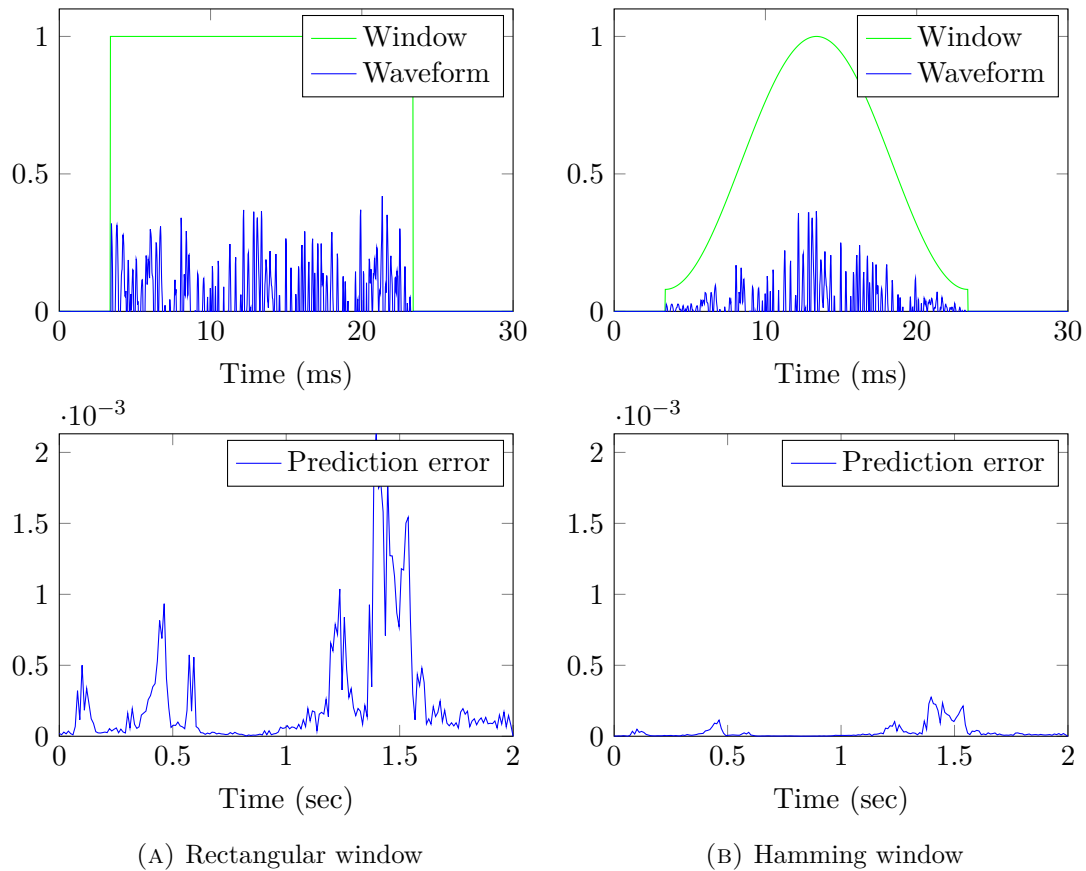 Window
Waveform
1
0.5
0
0 10 20 30
Time (ms)
Window
Waveform
1
0.5
0
0 10 20 30
Time (ms)
·10⁻³
Prediction error
2
1.5
1
0.5
0
0 0.5 1 1.5 2
Time (sec)
·10⁻³
Prediction error
2
1.5
1
0.5
0
0 0.5 1 1.5 2
Time (sec)
(A) Rectangular window
(B) Hamming window